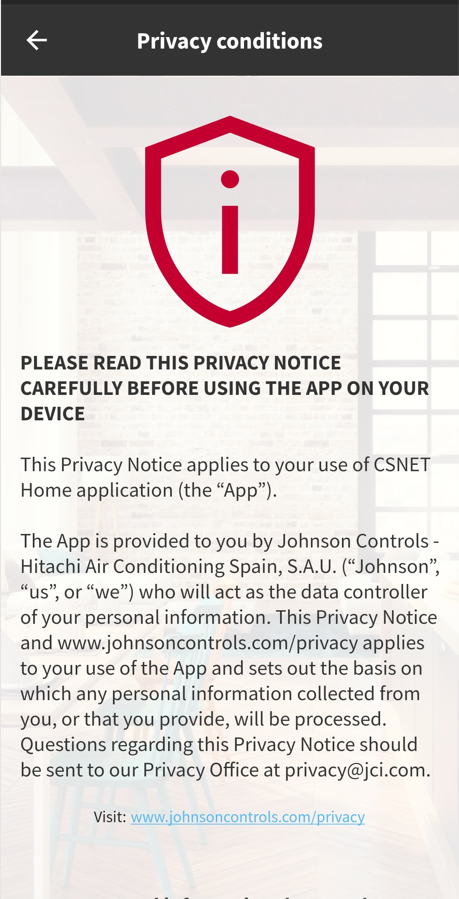 Privacy conditions
PLEASE READ THIS PRIVACY NOTICE
CAREFULLY BEFORE USING THE APP ON YOUR
DEVICE
This Privacy Notice applies to your use of CSNET
Home application (the “App”).
The App is provided to you by Johnson Controls -
Hitachi Air Conditioning Spain, S.A.U. (“Johnson”,
“us”, or “we”) who will act as the data controller
of your personal information. This Privacy Notice
and www.johnsoncontrols.com/privacy applies
to your use of the App and sets out the basis on
which any personal information collected from
you, or that you provide, will be processed.
Questions regarding this Privacy Notice should
be sent to our Privacy Office at privacy@jci.com.
Visit: www.johnsoncontrols.com/privacy